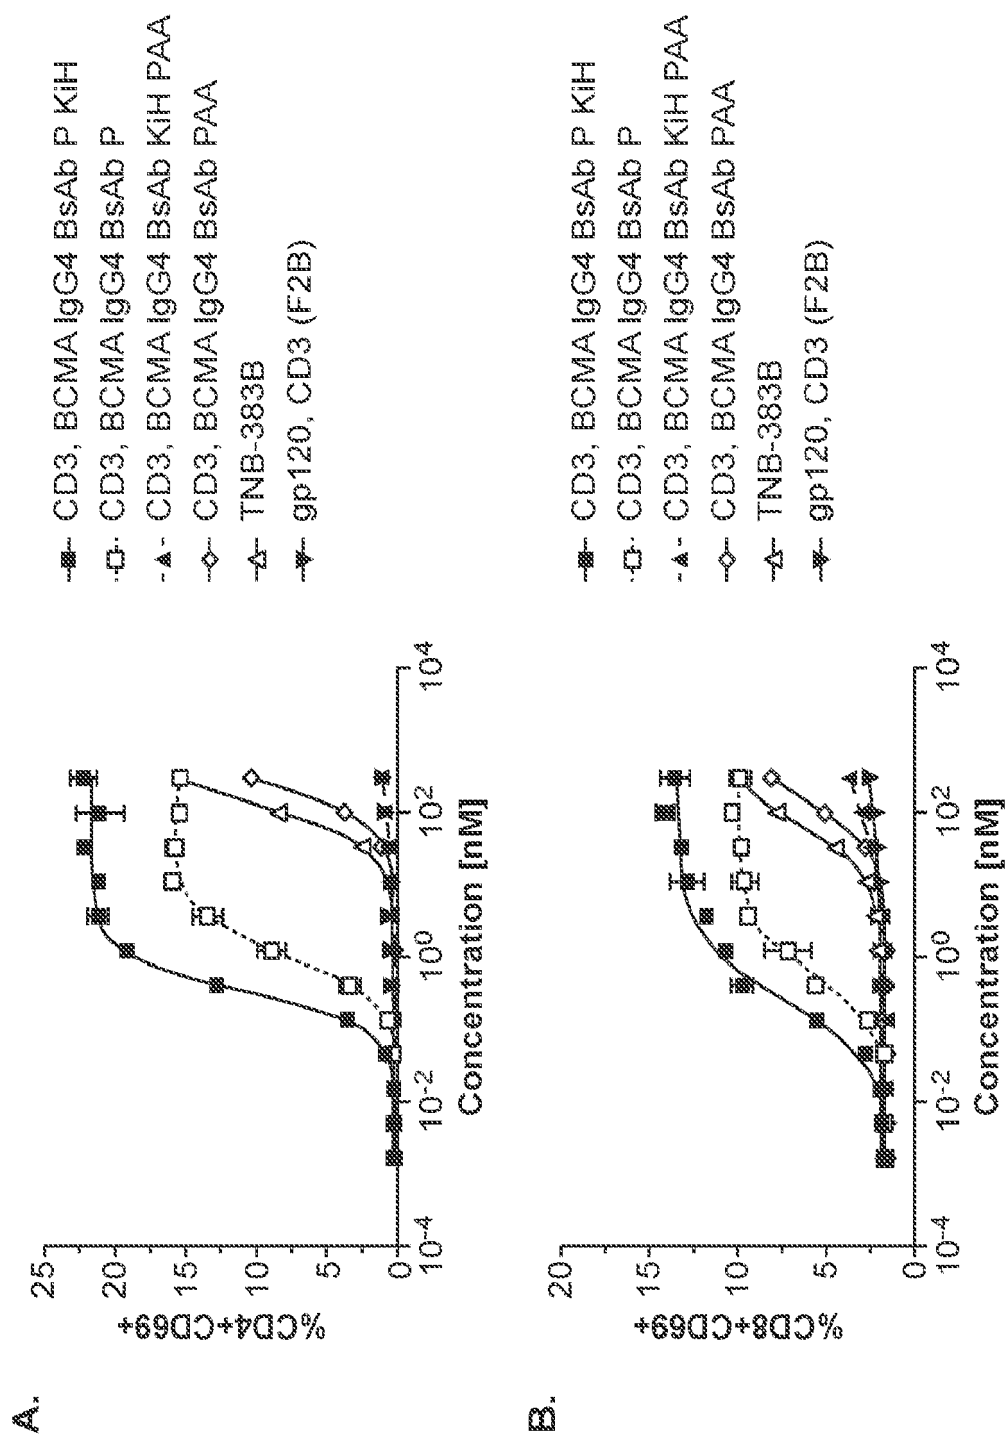 A.
%CD4+CD69+
25
20
15
10
5
0
10-4
10-2
100
102
104
Concentration [nM]
CD3, BCMA IgG4 BsAb P KiH
CD3, BCMA IgG4 BsAb P
CD3, BCMA IgG4 BsAb KiH PAA
CD3, BCMA IgG4 BsAb PAA
TNB-383B
gp120, CD3 (F2B)
B.
%CD8+CD69+
20
15
10
5
0
10-4
10-2
100
102
104
Concentration [nM]
CD3, BCMA IgG4 BsAb P KiH
CD3, BCMA IgG4 BsAb P
CD3, BCMA IgG4 BsAb KiH PAA
CD3, BCMA IgG4 BsAb PAA
TNB-383B
gp120, CD3 (F2B)